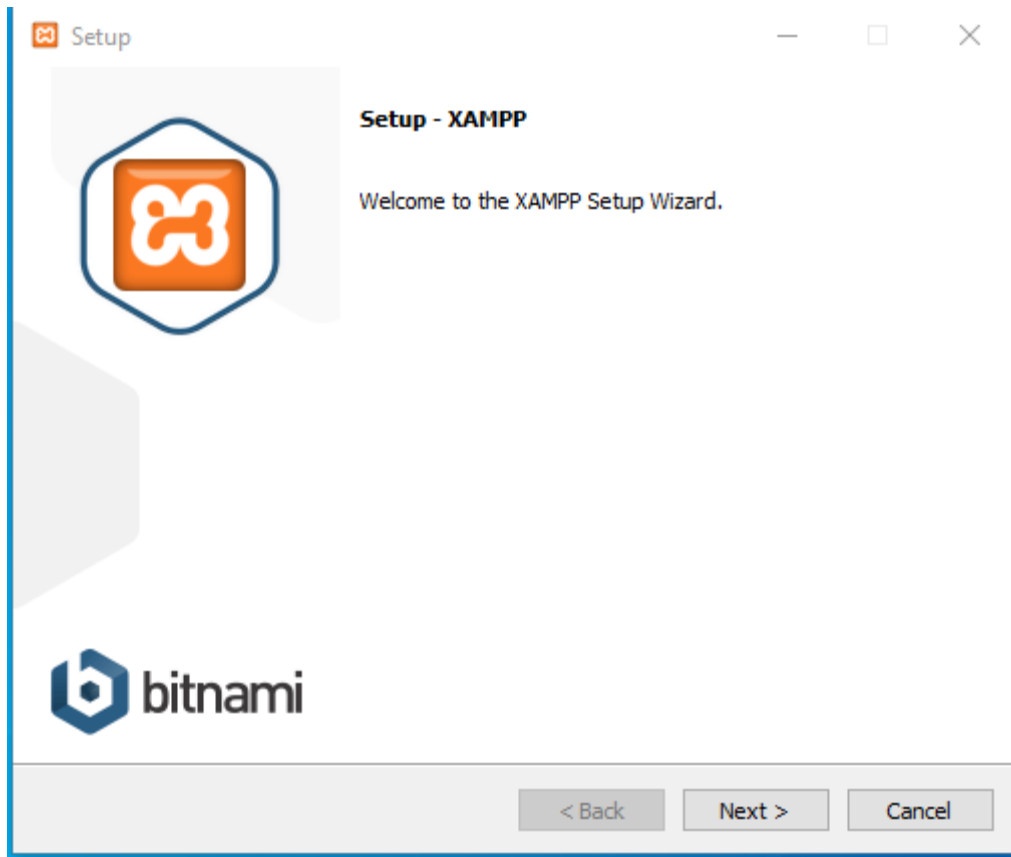 Setup
Setup - XAMPP
Welcome to the XAMPP Setup Wizard.
bitnami
< Back
Next >
Cancel